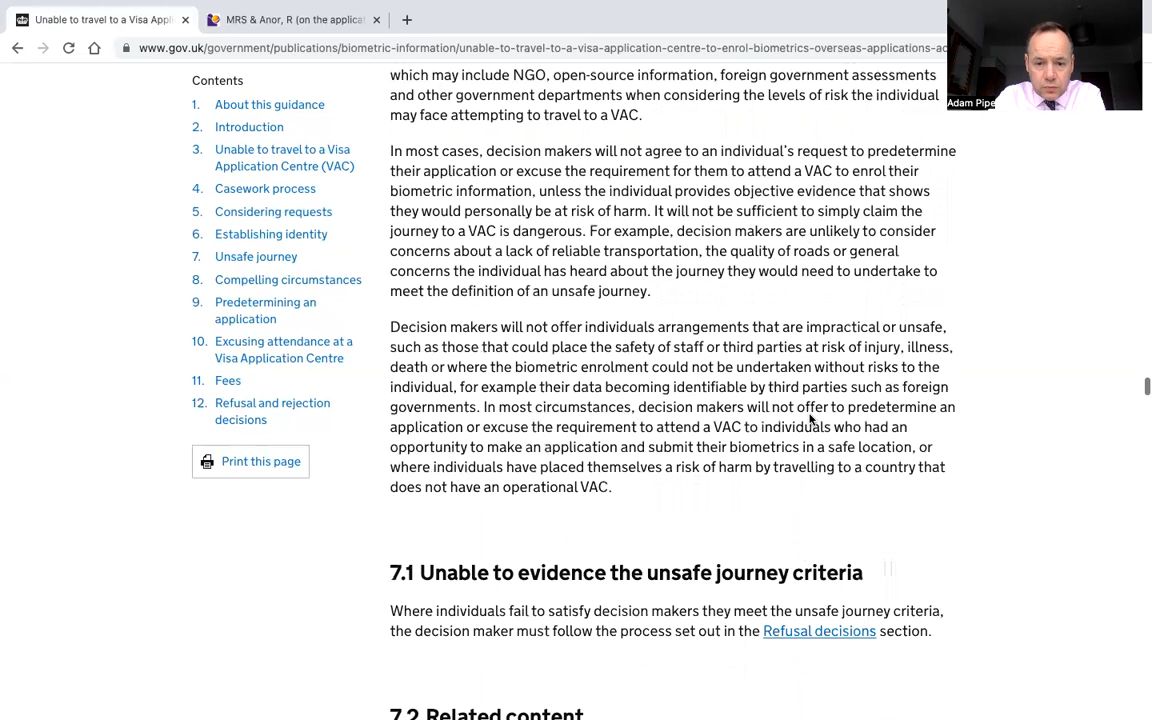 Unable to travel to a Visa Appli
MRS & Anor, R (on the applicat
www.gov.uk/government/publications/biometric-information/unable-to-travel-to-a-visa-application-centre-to-enrol-biometrics-overseas-applications-ac
Adam Pipe
Contents
1. About this guidance
2. Introduction
3. Unable to travel to a Visa
Application Centre (VAC)
4. Casework process
5. Considering requests
6. Establishing identity
7. Unsafe journey
8. Compelling circumstances
9. Predetermining an
application
10. Excusing attendance at a
Visa Application Centre
11. Fees
12. Refusal and rejection
decisions
Print this page
which may include NGO, open-source information, foreign government assessments
and other government departments when considering the levels of risk the individual
may face attempting to travel to a VAC.
In most cases, decision makers will not agree to an individual’s request to predetermine
their application or excuse the requirement for them to attend a VAC to enrol their
biometric information, unless the individual provides objective evidence that shows
they would personally be at risk of harm. It will not be sufficient to simply claim the
journey to a VAC is dangerous. For example, decision makers are unlikely to consider
concerns about a lack of reliable transportation, the quality of roads or general
concerns the individual has heard about the journey they would need to undertake to
meet the definition of an unsafe journey.
Decision makers will not offer individuals arrangements that are impractical or unsafe,
such as those that could place the safety of staff or third parties at risk of injury, illness,
death or where the biometric enrolment could not be undertaken without risks to the
individual, for example their data becoming identifiable by third parties such as foreign
governments. In most circumstances, decision makers will not offer to predetermine an
application or excuse the requirement to attend a VAC to individuals who had an
opportunity to make an application and submit their biometrics in a safe location, or
where individuals have placed themselves a risk of harm by travelling to a country that
does not have an operational VAC.
7.1 Unable to evidence the unsafe journey criteria
Where individuals fail to satisfy decision makers they meet the unsafe journey criteria,
the decision maker must follow the process set out in the Refusal decisions section.
7.2 Related content